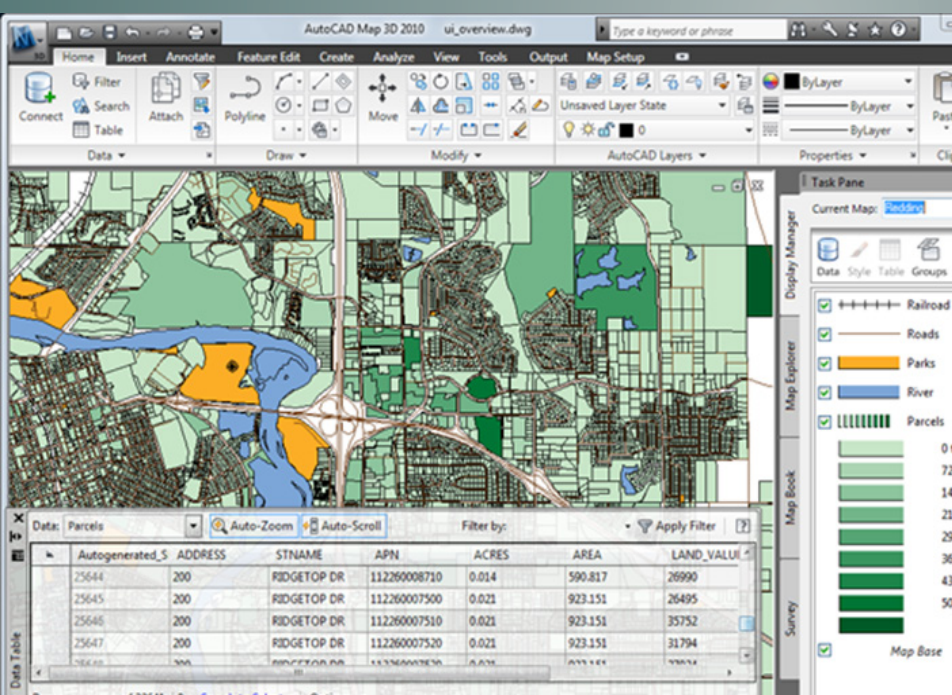 AutoCAD Map 3D 2010 ui_overview.dwg Type a keyword or phrase
3D Home Insert Annotate Feature Edit Create Analyze View Tools Output Map Setup
Connect Filter Search Table Attach Polyline Move
Unsaved Layer State
0
ByLayer
ByLayer
ByLayer
Data Draw Modify AutoCAD Layers Properties
Task Pane
Current Map: Redding
Display Manager
Data Style Table Groups
Railroad
Roads
Parks
River
Parcels
Map Explorer
Map Book
Survey
Map Base
Data: Parcels Auto-Zoom Auto-Scroll Filter by: Apply Filter ?
Autogenerated_S ADDRESS STNAME APN ACRES AREA LAND_VALU
25644 200 RIDGETOP DR 112260008710 0.014 590.817 26990
25645 200 RIDGETOP DR 112260007500 0.021 923.151 26495
25646 200 RIDGETOP DR 112260007510 0.021 923.151 35752
25647 200 RIDGETOP DR 112260007520 0.021 923.151 31794
Data Table